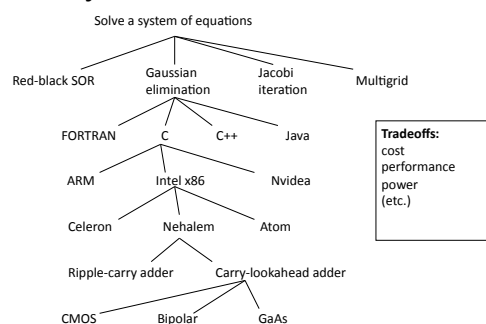 Solve a system of equations
Red-black SOR
Gaussian
elimination
Jacobi
iteration
Multigrid
FORTRAN
C
C++
Java
Tradeoffs:
cost
performance
power
(etc.)
ARM
Intel x86
Nvidea
Celeron
Nehalem
Atom
Ripple-carry adder
Carry-lookahead adder
CMOS
Bipolar
GaAs